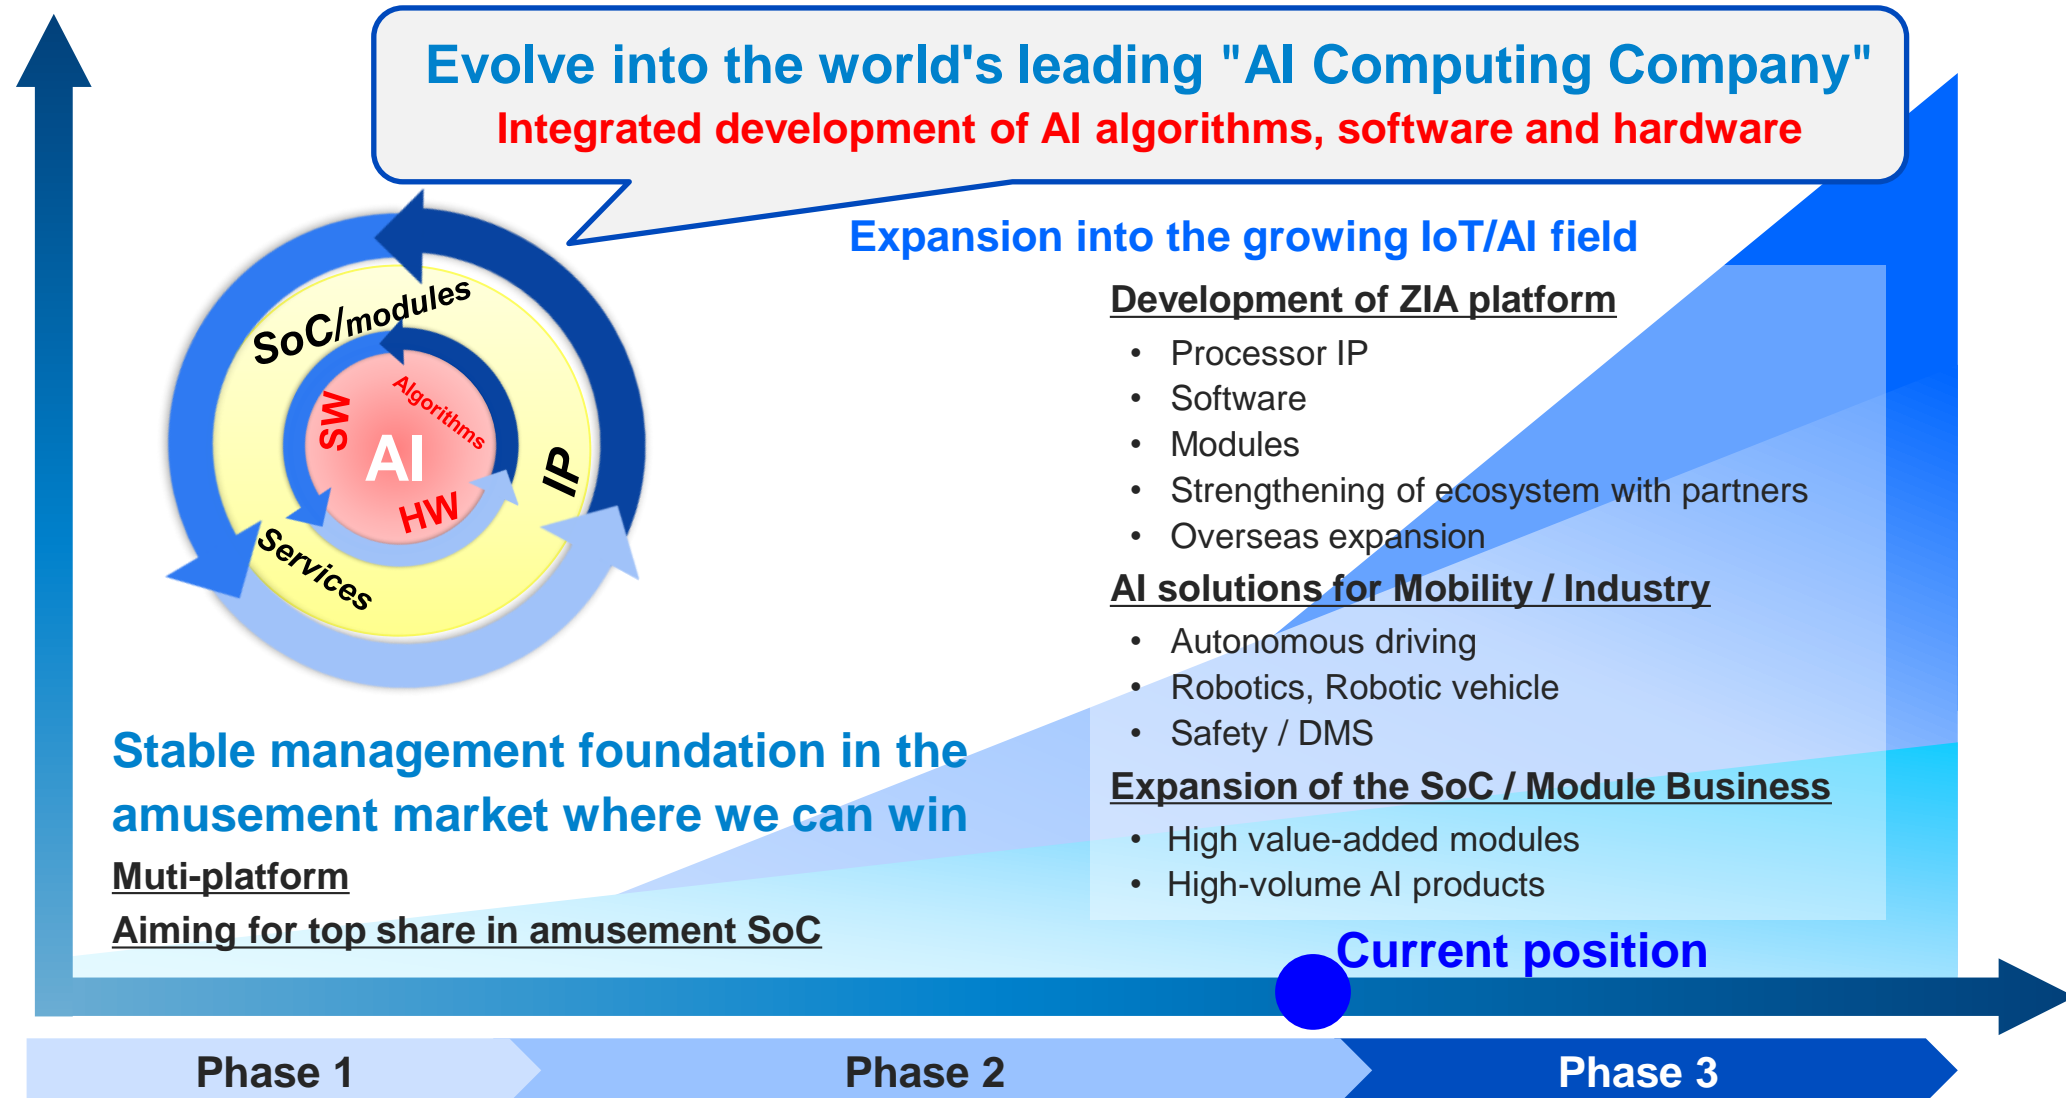 Evolve into the world's leading "AI Computing Company"
Integrated development of AI algorithms, software and hardware
Expansion into the growing IoT/AI field
SoC/modules
IP
Services
SW
Algorithms
AI
HW
Development of ZIA platform
• Processor IP
• Software
• Modules
• Strengthening of ecosystem with partners
• Overseas expansion
AI solutions for Mobility / Industry
• Autonomous driving
• Robotics, Robotic vehicle
• Safety / DMS
Expansion of the SoC / Module Business
• High value-added modules
• High-volume AI products
Stable management foundation in the
amusement market where we can win
Muti-platform
Aiming for top share in amusement SoC
Current position
Phase 1
Phase 2
Phase 3